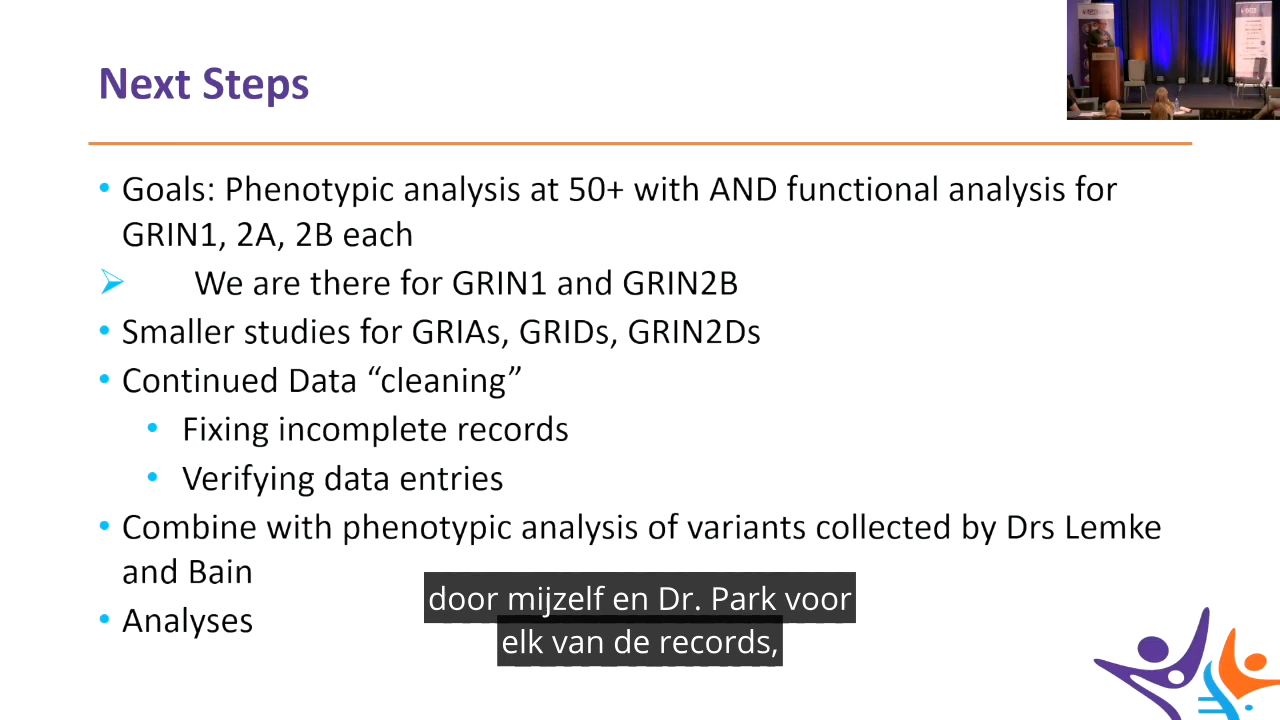 Next Steps
• Goals: Phenotypic analysis at 50+ with AND functional analysis for
GRIN1, 2A, 2B each
➢ We are there for GRIN1 and GRIN2B
• Smaller studies for GRIAs, GRIDs, GRIN2Ds
• Continued Data “cleaning”
• Fixing incomplete records
• Verifying data entries
• Combine with phenotypic analysis of variants collected by Drs Lemke
and Bain
• Analyses
door mijzelf en Dr. Park voor
elk van de records,